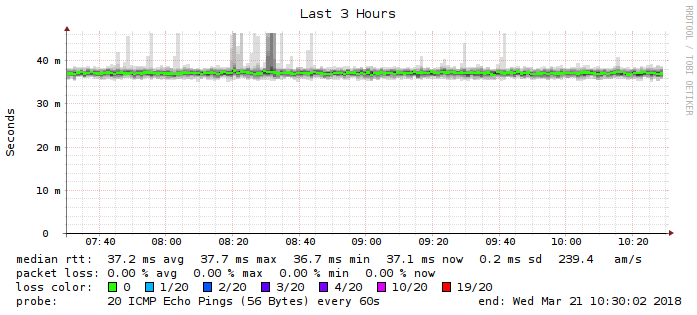 Last 3 Hours
RRDTOOL / TOBI OETIKER
Seconds
40 m
30 m
20 m
10 m
0
07:40 08:00 08:20 08:40 09:00 09:20 09:40 10:00 10:20
median rtt: 37.2 ms avg 37.7 ms max 36.7 ms min 37.1 ms now 0.2 ms sd 239.4 am/s
packet loss: 0.00 % avg 0.00 % max 0.00 % min 0.00 % now
loss color: 0 1/20 2/20 3/20 4/20 10/20 19/20
probe: 20 ICMP Echo Pings (56 Bytes) every 60s end: Wed Mar 21 10:30:02 2018